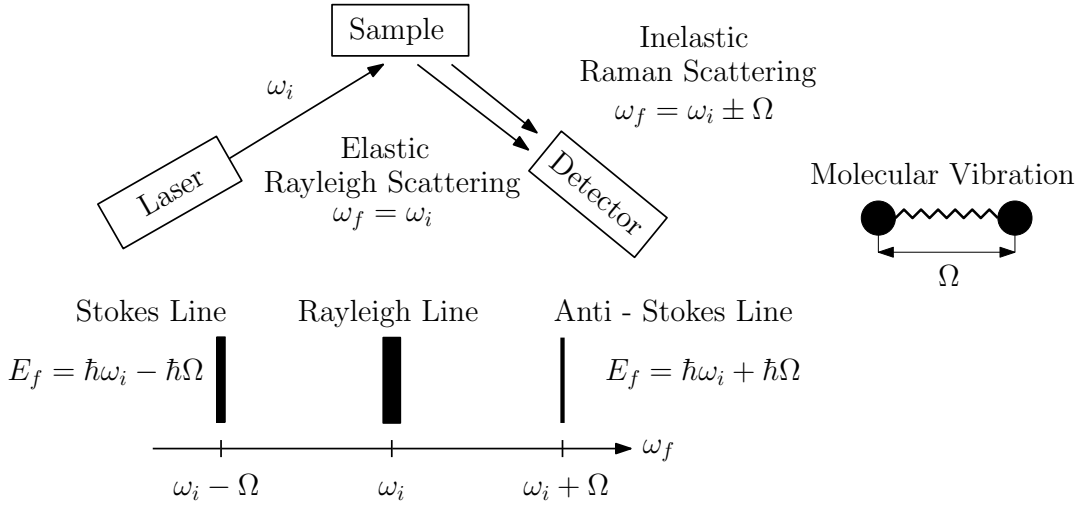 Sample
Inelastic
Raman Scattering
ω_f = ω_i ± Ω
ω_i
Elastic
Rayleigh Scattering
ω_f = ω_i
Laser
Detector
Molecular Vibration
Ω
Stokes Line
Rayleigh Line
Anti - Stokes Line
E_f = ħω_i − ħΩ
E_f = ħω_i + ħΩ
ω_f
ω_i − Ω
ω_i
ω_i + Ω